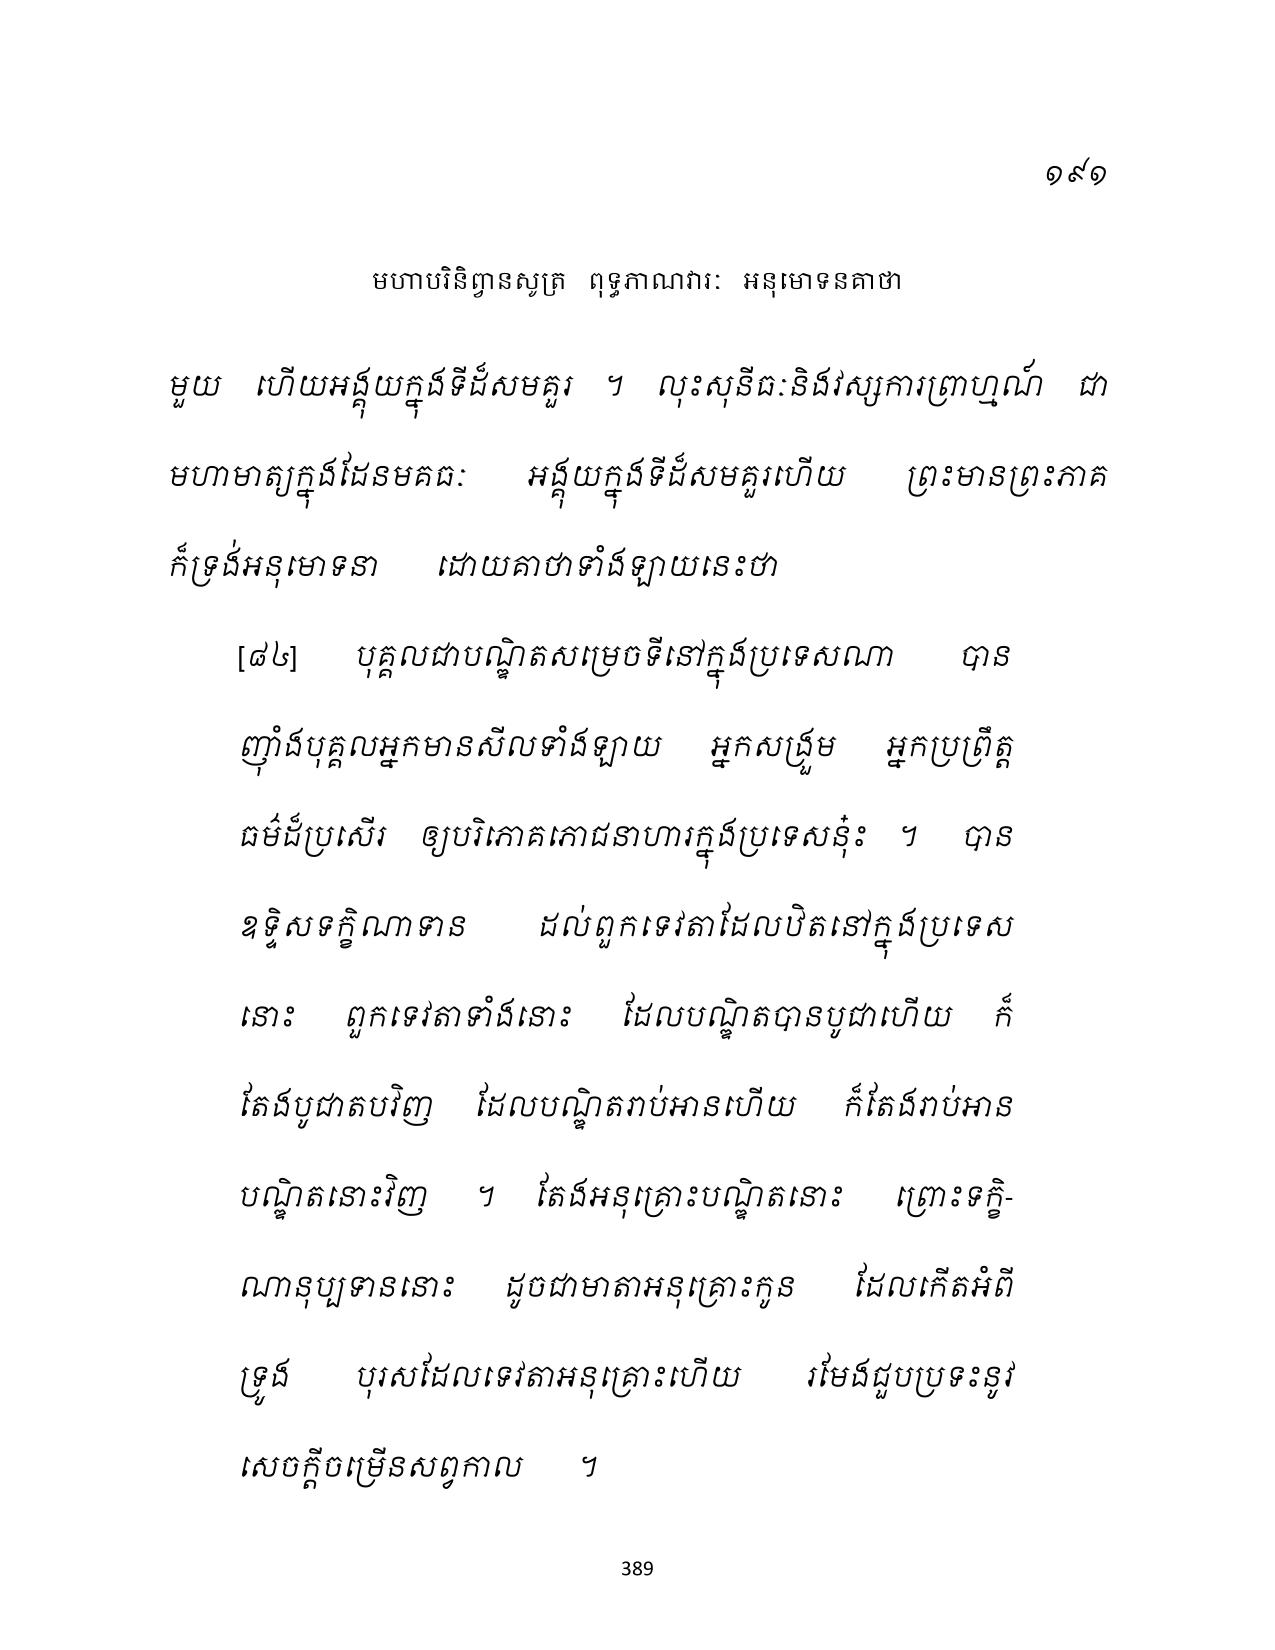 ១៩១
មហាបរិនិព្វានសូត្រ ពុទ្ធភាណវារៈ អនុមោទនគាថា
មួយ ហើយអង្គុយក្នុងទីដ៏សមគួរ ។ លុះសុនីធៈនិងវស្សការព្រាហ្មណ៍ ជា
មហាមាត្យក្នុងដែនមគធៈ អង្គុយក្នុងទីដ៏សមគួរហើយ ព្រះមានព្រះភាគ
ក៏ទ្រង់អនុមោទនា ដោយគាថាទាំងឡាយនេះថា
[៨៤] បុគ្គលជាបណ្ឌិតសម្រេចទីនៅក្នុងប្រទេសណា បាន
ញ៉ាំងបុគ្គលអ្នកមានសីលទាំងឡាយ អ្នកសង្រួម អ្នកប្រព្រឹត្ត
ធម៌ដ៏ប្រសើរ ឲ្យបរិភោគភោជនាហារក្នុងប្រទេសនុ៎ះ ។ បាន
ឧទ្ទិសទក្ខិណាទាន ដល់ពួកទេវតាដែលឋិតនៅក្នុងប្រទេស
នោះ ពួកទេវតាទាំងនោះ ដែលបណ្ឌិតបានបូជាហើយ ក៏
តែងបូជាតបវិញ ដែលបណ្ឌិតរាប់អានហើយ ក៏តែងរាប់អាន
បណ្ឌិតនោះវិញ ។ តែងអនុគ្រោះបណ្ឌិតនោះ ព្រោះទក្ខិ-
ណានុប្បទាននោះ ដូចជាមាតាអនុគ្រោះកូន ដែលកើតអំពី
ទ្រូង បុរសដែលទេវតាអនុគ្រោះហើយ រមែងជួបប្រទះនូវ
សេចក្តីចម្រើនសព្វកាល ។
389